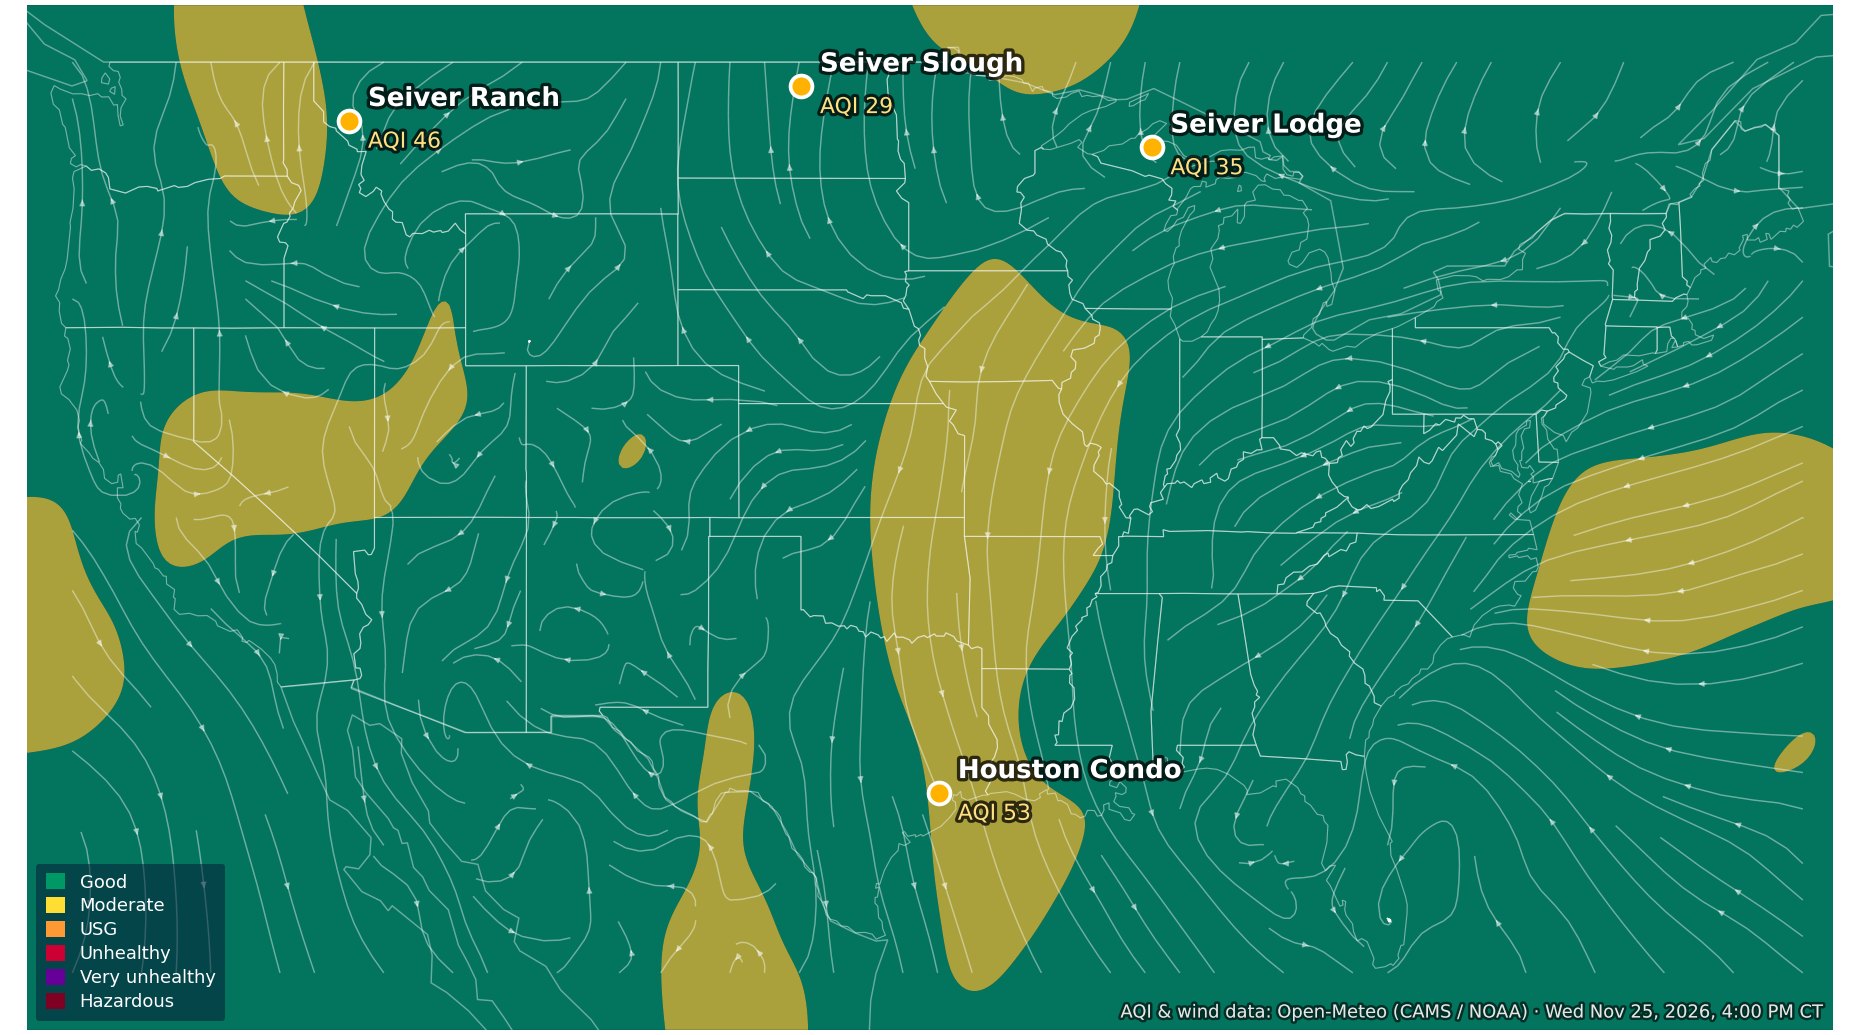 Seiver Slough
AQI 29
Seiver Ranch
AQI 46
Seiver Lodge
AQI 35
Houston Condo
AQI 53
Good
Moderate
USG
Unhealthy
Very unhealthy
Hazardous
AQI & wind data: Open-Meteo (CAMS / NOAA) · Wed Nov 25, 2026, 4:00 PM CT